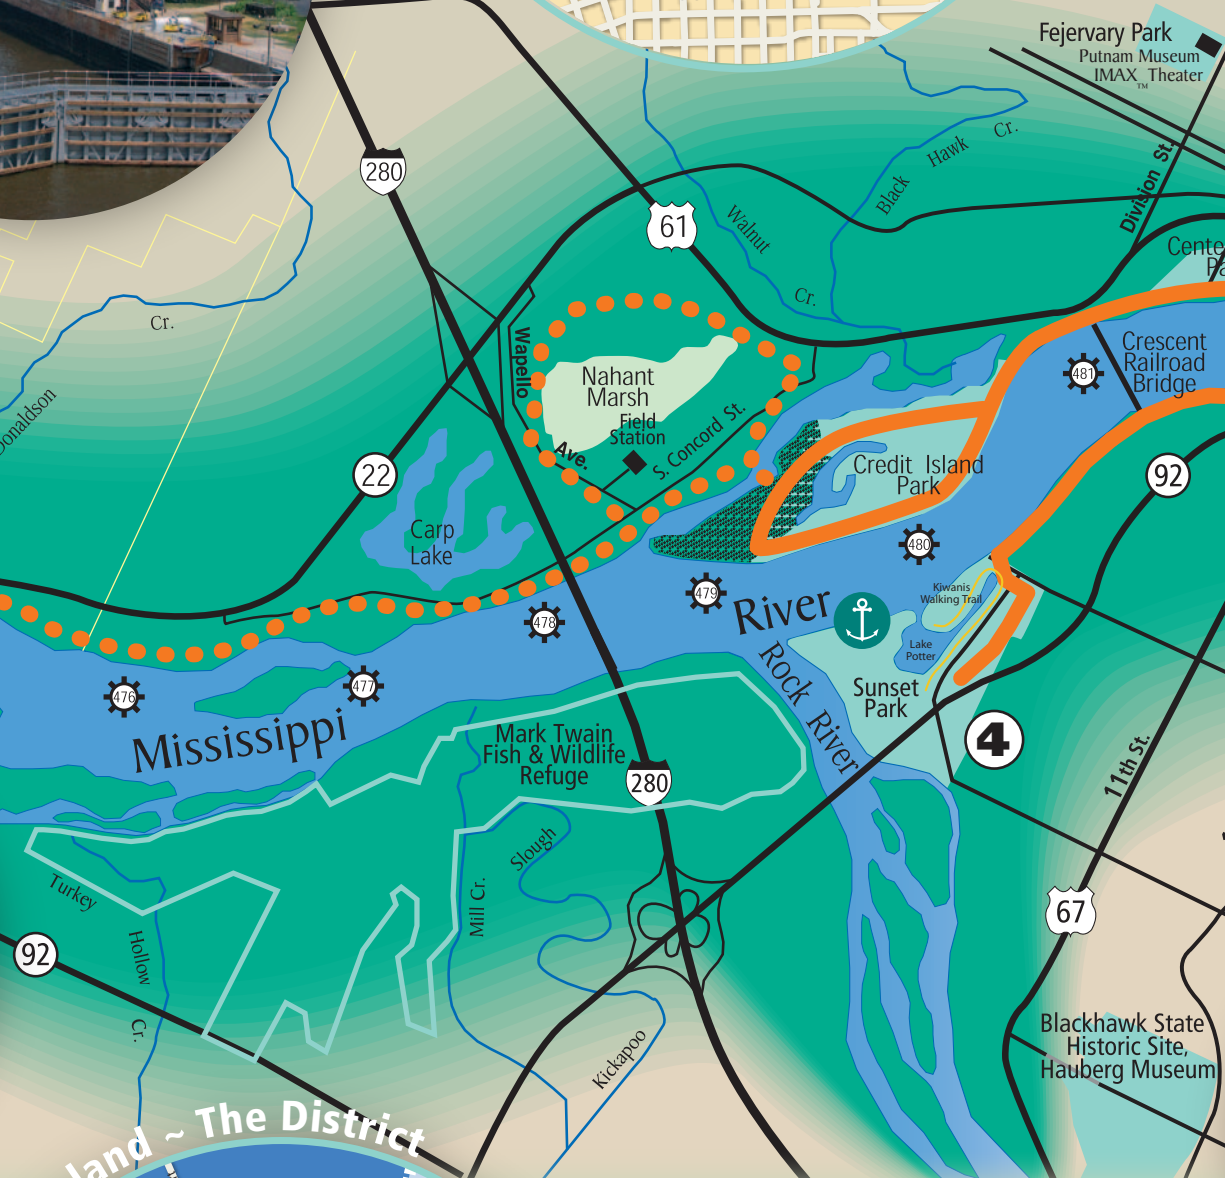 Fejervary Park
Putnam Museum
IMAX Theater
™
280
61
Black Hawk Cr.
Division St.
Walnut Cr.
Cente
Pa
Cr.
Donaldson
Wapello Ave.
Nahant
Marsh
Field
Station
S. Concord St.
Crescent
Railroad
Bridge
481
Credit Island
Park
22
92
Carp
Lake
480
479
478
477
476
Kiwanis
Walking Trail
Lake
Potter
Sunset
Park
Mississippi River
Rock River
4
Mark Twain
Fish & Wildlife
Refuge
280
11th St.
67
Slough
Mill Cr.
Turkey Hollow Cr.
92
Kickapoo
Blackhawk State
Historic Site,
Hauberg Museum
land ~ The District